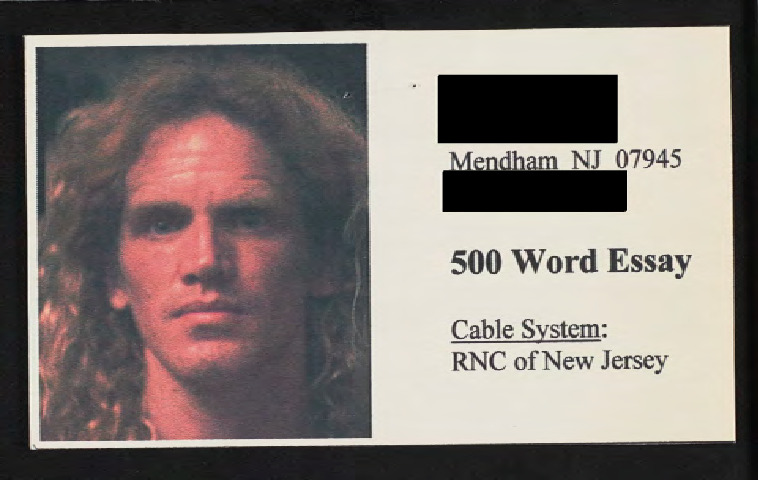 Mendham NJ 07945
500 Word Essay
Cable System:
RNC of New Jersey